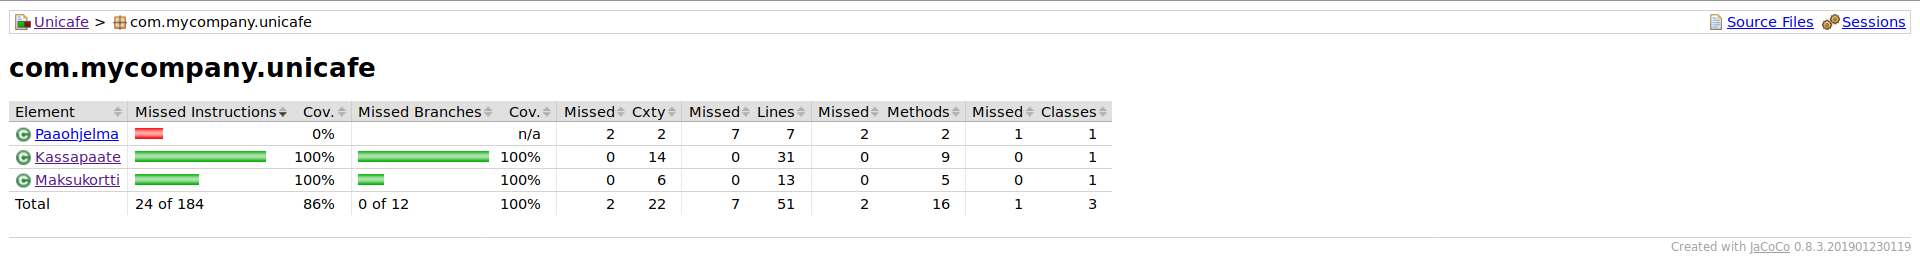 Unicafe > com.mycompany.unicafe Source Files Sessions
com.mycompany.unicafe
Element Missed Instructions Cov. Missed Branches Cov. Missed Cxty Missed Lines Missed Methods Missed Classes
Paaohjelma 0% n/a 2 2 7 7 2 2 1 1
Kassapaate 100% 100% 0 14 0 31 0 9 0 1
Maksukortti 100% 100% 0 6 0 13 0 5 0 1
Total 24 of 184 86% 0 of 12 100% 2 22 7 51 2 16 1 3
Created with JaCoCo 0.8.3.201901230119